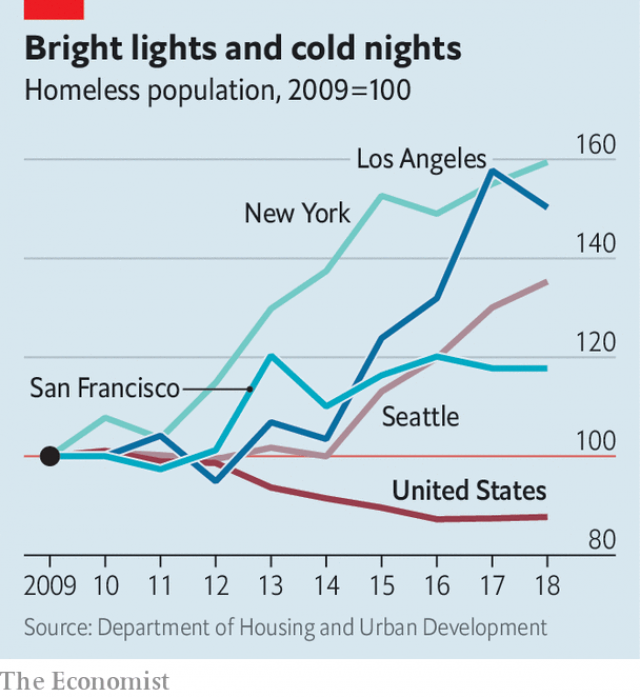 Bright lights and cold nights
Homeless population, 2009=100
160
Los Angeles
New York
140
120
San Francisco
Seattle
100
United States
80
2009 10 11 12 13 14 15 16 17 18
Source: Department of Housing and Urban Development
The Economist